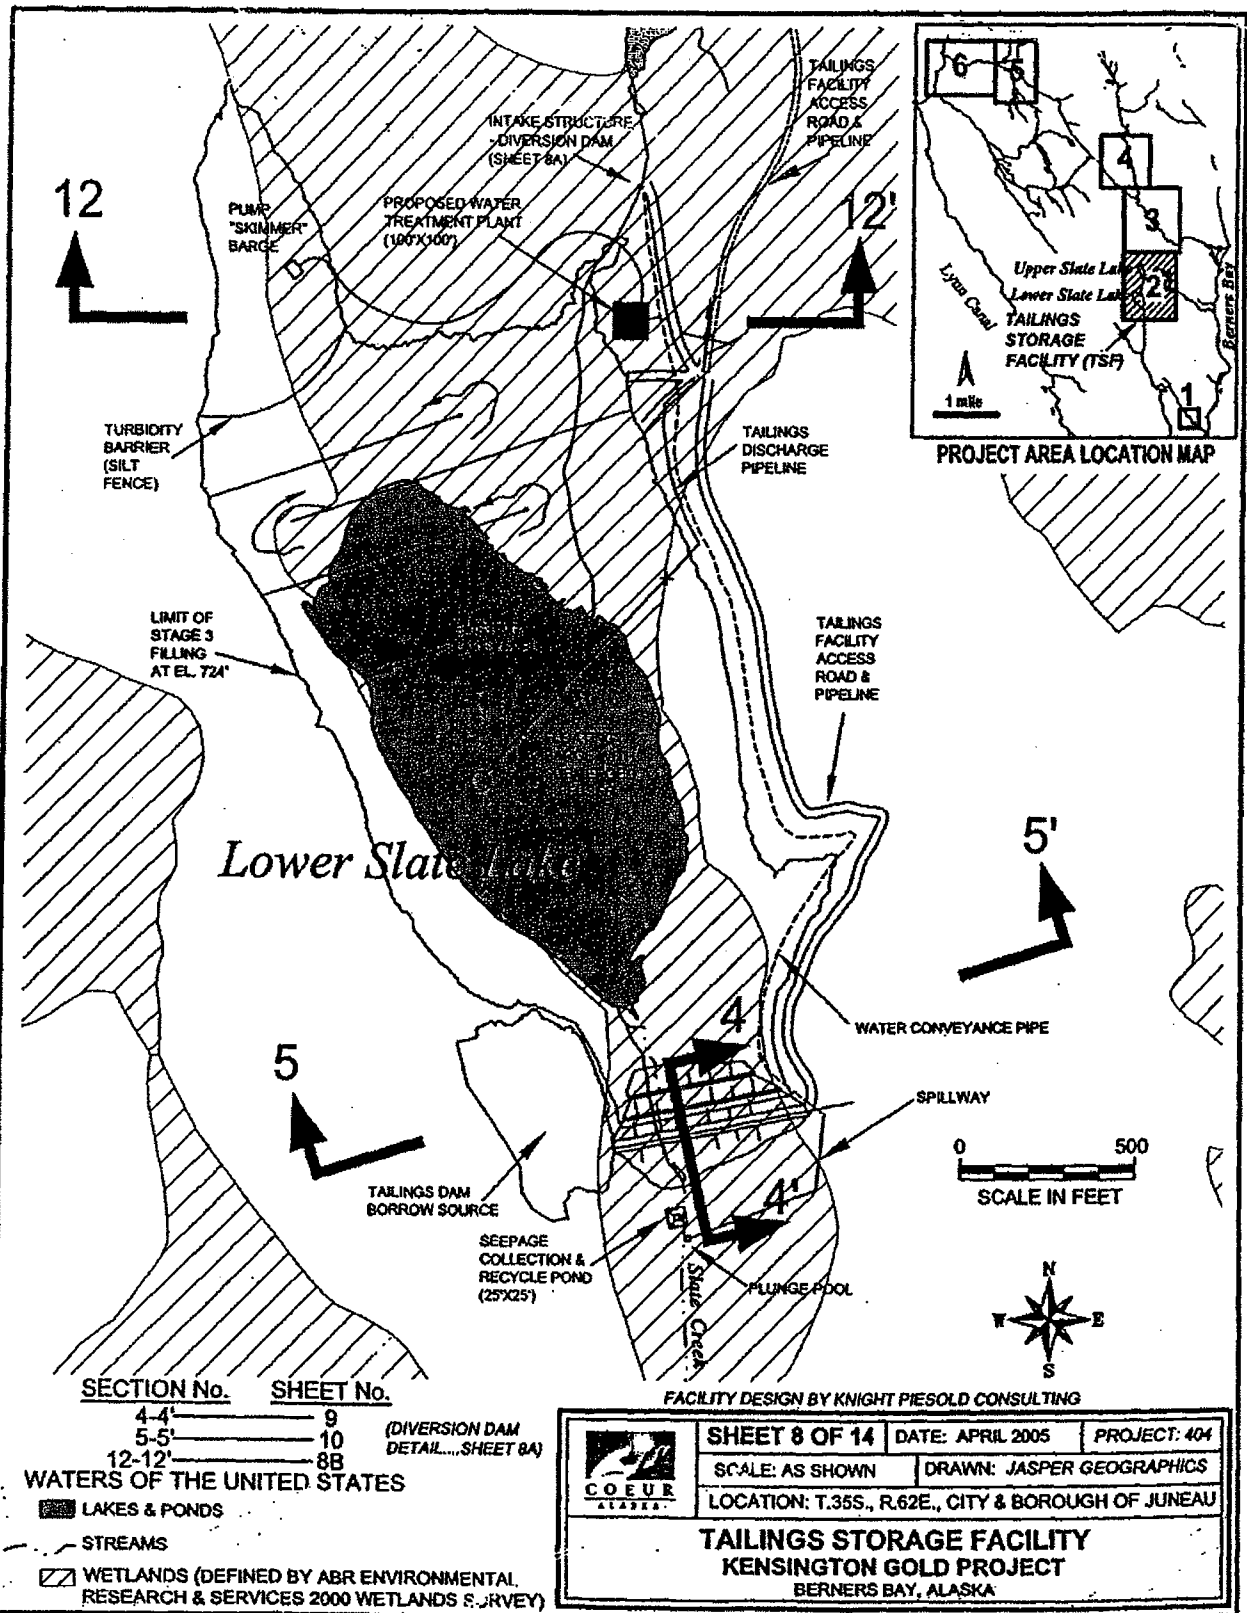 TAILINGS
FACILITY
ACCESS
ROAD &
PIPELINE
INTAKE STRUCTURE
- DIVERSION DAM
(SHEET 8A)
12
PUMP
"SKIMMER"
BARGE
PROPOSED WATER
TREATMENT PLANT
(100'X100')
12'
6
5
4
3
2
1
Upper Slate Lake
Lower Slate Lake
Lynn Canal
Berners Bay
TAILINGS
STORAGE
FACILITY (TSF)
1 mile
PROJECT AREA LOCATION MAP
TURBIDITY
BARRIER
(SILT
FENCE)
TAILINGS
DISCHARGE
PIPELINE
LIMIT OF
STAGE 3
FILLING
AT EL. 724'
TAILINGS
FACILITY
ACCESS
ROAD &
PIPELINE
Lower Slate Lake
5'
WATER CONVEYANCE PIPE
4
5
SPILLWAY
0 500
SCALE IN FEET
TAILINGS DAM
BORROW SOURCE
4'
SEEPAGE
COLLECTION &
RECYCLE POND
(25'X25')
PLUNGE POOL
Slate Creek
N
W E
S
SECTION No. SHEET No.
4-4' 9
5-5' 10
12-12' 8B
(DIVERSION DAM
DETAIL....SHEET 8A)
WATERS OF THE UNITED STATES
LAKES & PONDS
STREAMS
WETLANDS (DEFINED BY ABR ENVIRONMENTAL
RESEARCH & SERVICES 2000 WETLANDS SURVEY)
FACILITY DESIGN BY KNIGHT PIESOLD CONSULTING
COEUR
ALASKA
SHEET 8 OF 14 DATE: APRIL 2005 PROJECT: 404
SCALE: AS SHOWN DRAWN: JASPER GEOGRAPHICS
LOCATION: T.35S., R.62E., CITY & BOROUGH OF JUNEAU
TAILINGS STORAGE FACILITY
KENSINGTON GOLD PROJECT
BERNERS BAY, ALASKA